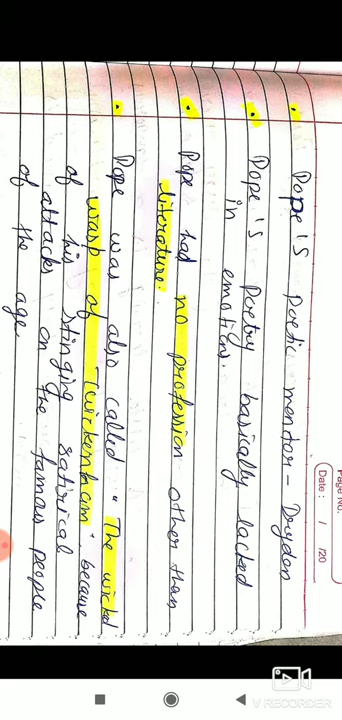 Page No.
Date : / /20
Pope's poetic mentor - Dryden
Pope's poetry basically lacked
in emotions.
Pope had no profession other than
literature.
Pope was also called "The wicked
wasp of Twickenham" because
of his stinging satirical
attacks on the famous people
of the age.
V RECORDER